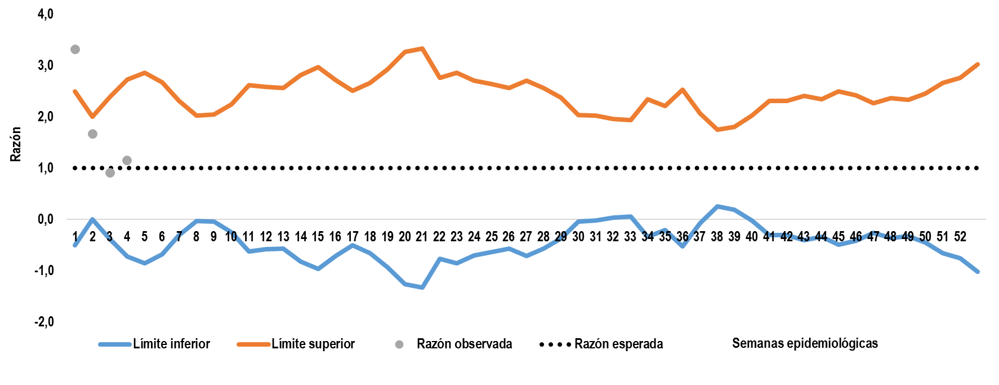 4,0
3,0
2,0
1,0
0,0
-1,0
-2,0
Razón
1 2 3 4 5 6 7 8 9 10 11 12 13 14 15 16 17 18 19 20 21 22 23 24 25 26 27 28 29 30 31 32 33 34 35 36 37 38 39 40 41 42 43 44 45 46 47 48 49 50 51 52
Límite inferior Límite superior Razón observada Razón esperada Semanas epidemiológicas